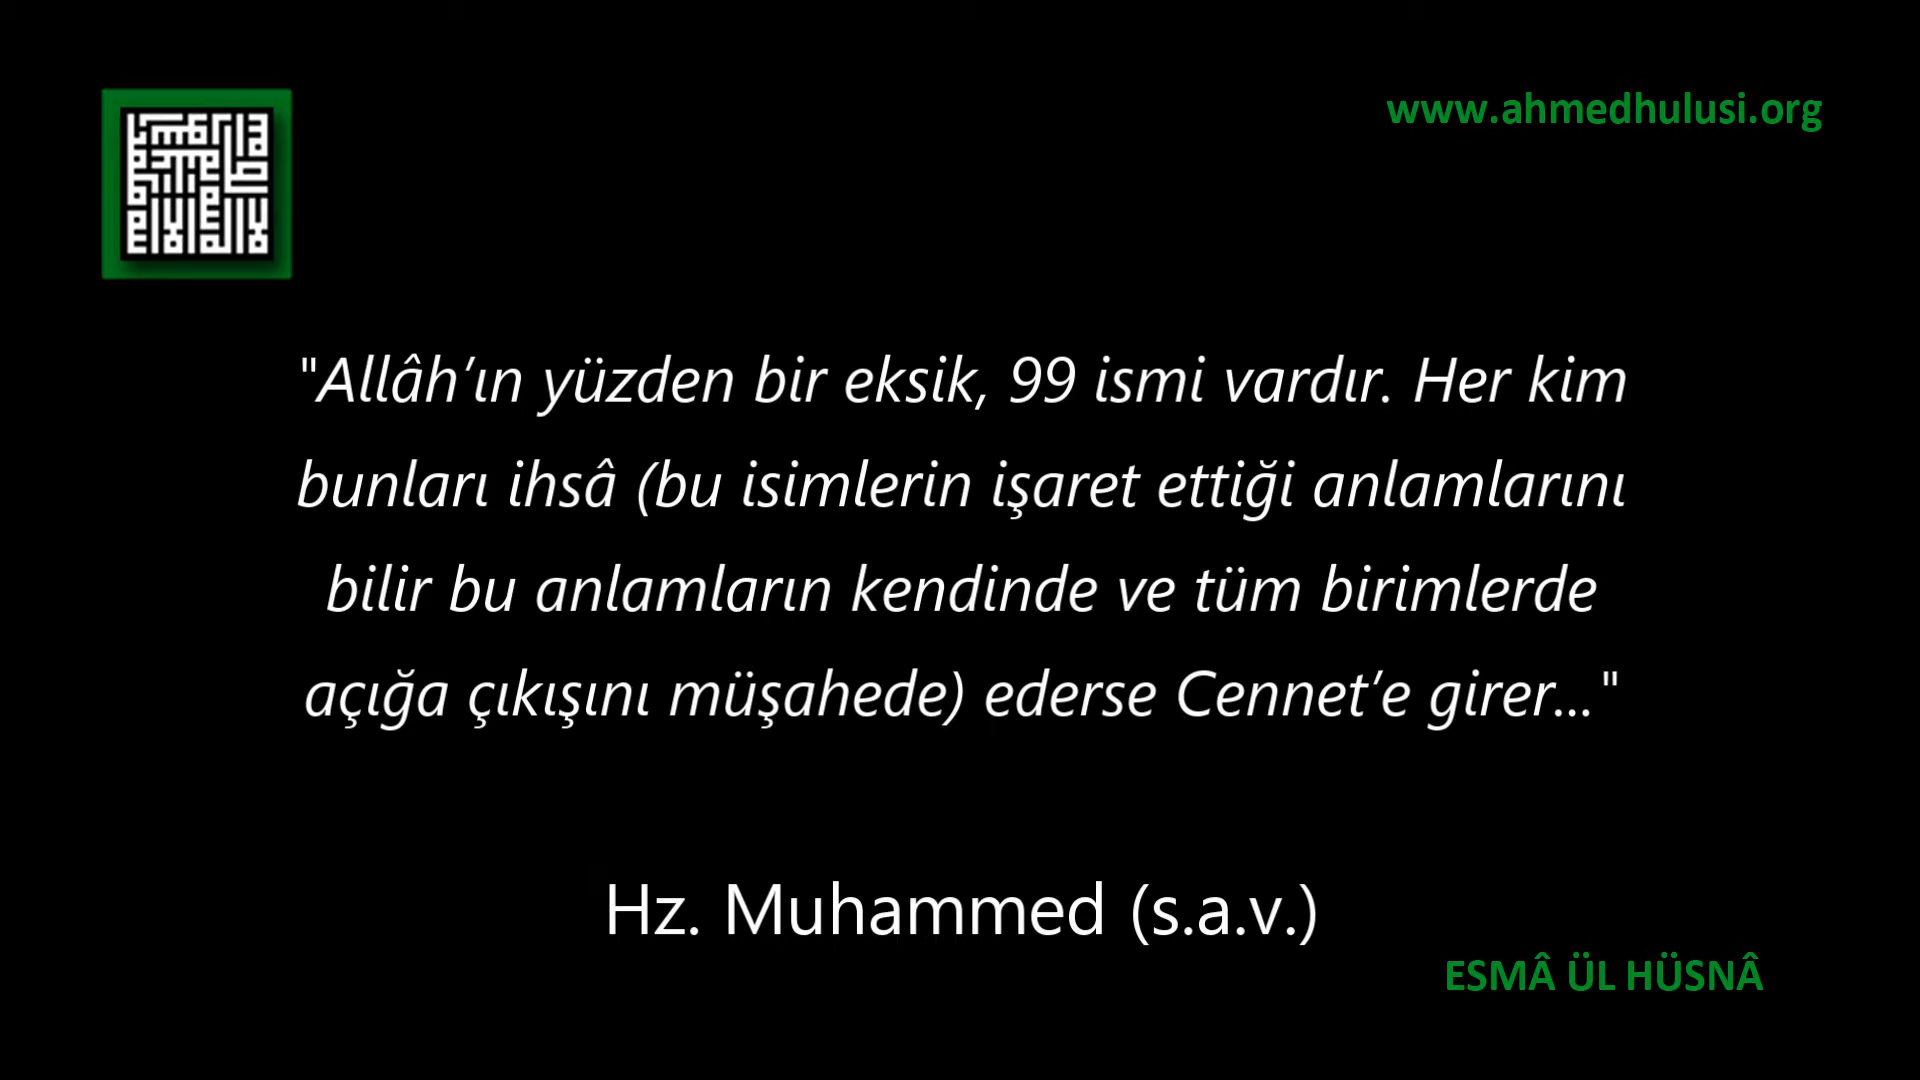 www.ahmedhulusi.org
"Allâh’ın yüzden bir eksik, 99 ismi vardır. Her kim
bunları ihsâ (bu isimlerin işaret ettiği anlamlarını
bilir bu anlamların kendinde ve tüm birimlerde
açığa çıkışını müşahede) ederse Cennet’e girer..."
Hz. Muhammed (s.a.v.)
ESMÂ ÜL HÜSNÂ